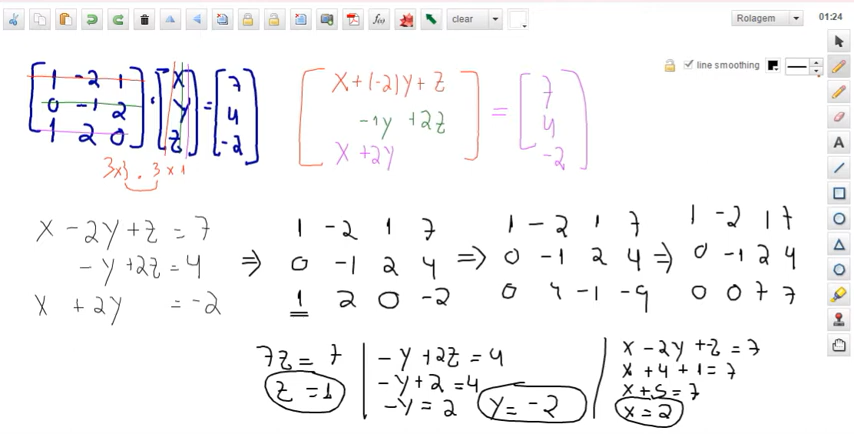 clear
Rolagem
01:24
line smoothing
[1 -2 1; 0 -1 2; 1 2 0] · [X; Y; Z] = [7; 4; -2]
3x3 . 3x1
[X+(-2)Y+Z; -1Y +2Z; X +2Y] = [7; 4; -2]
X -2Y +Z = 7
-Y +2Z = 4
X +2Y = -2
⇒
1 -2 1 7
0 -1 2 4
1 2 0 -2
⇒
1 -2 1 7
0 -1 2 4
0 4 -1 -9
⇒
1 -2 1 7
0 -1 2 4
0 0 7 7
7Z = 7
Z = 1
-Y +2Z = 4
-Y +2 = 4
-Y = 2
Y = -2
X -2Y +Z = 7
X +4 +1 = 7
X +5 = 7
X = 2